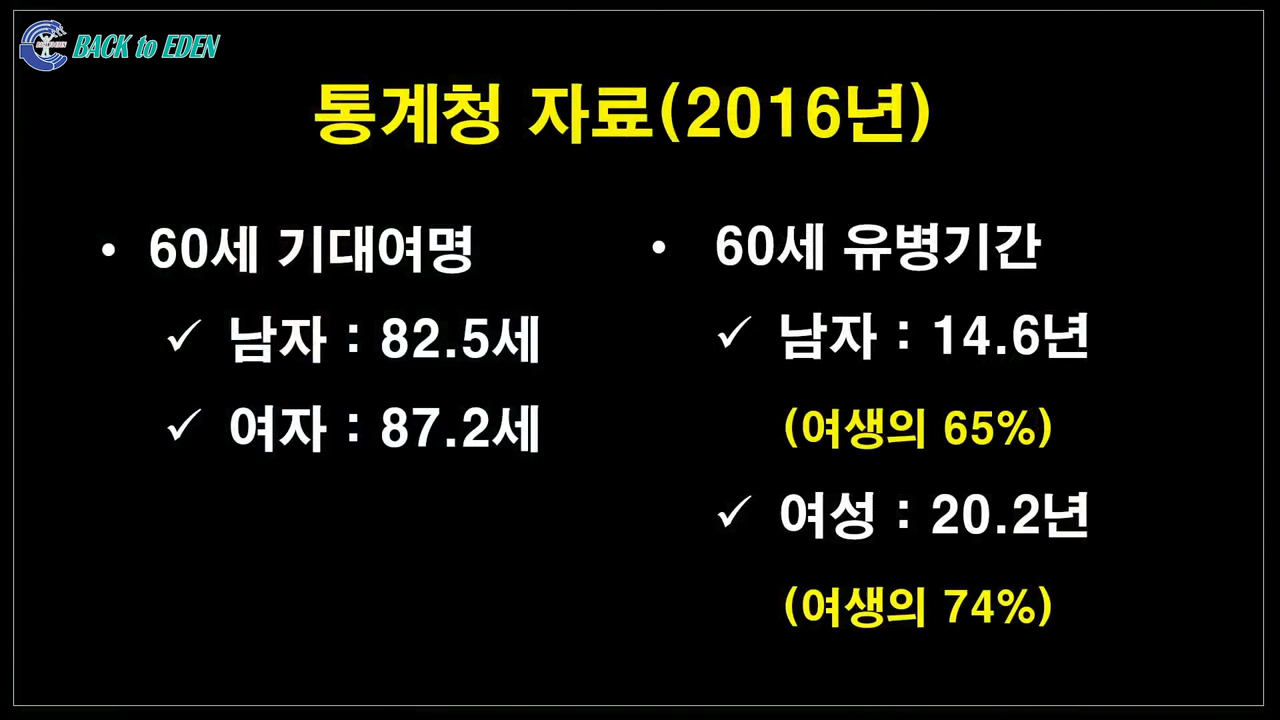 BACK to EDEN
통계청 자료(2016년)
• 60세 기대여명
✓ 남자 : 82.5세
✓ 여자 : 87.2세
• 60세 유병기간
✓ 남자 : 14.6년
(여생의 65%)
✓ 여성 : 20.2년
(여생의 74%)